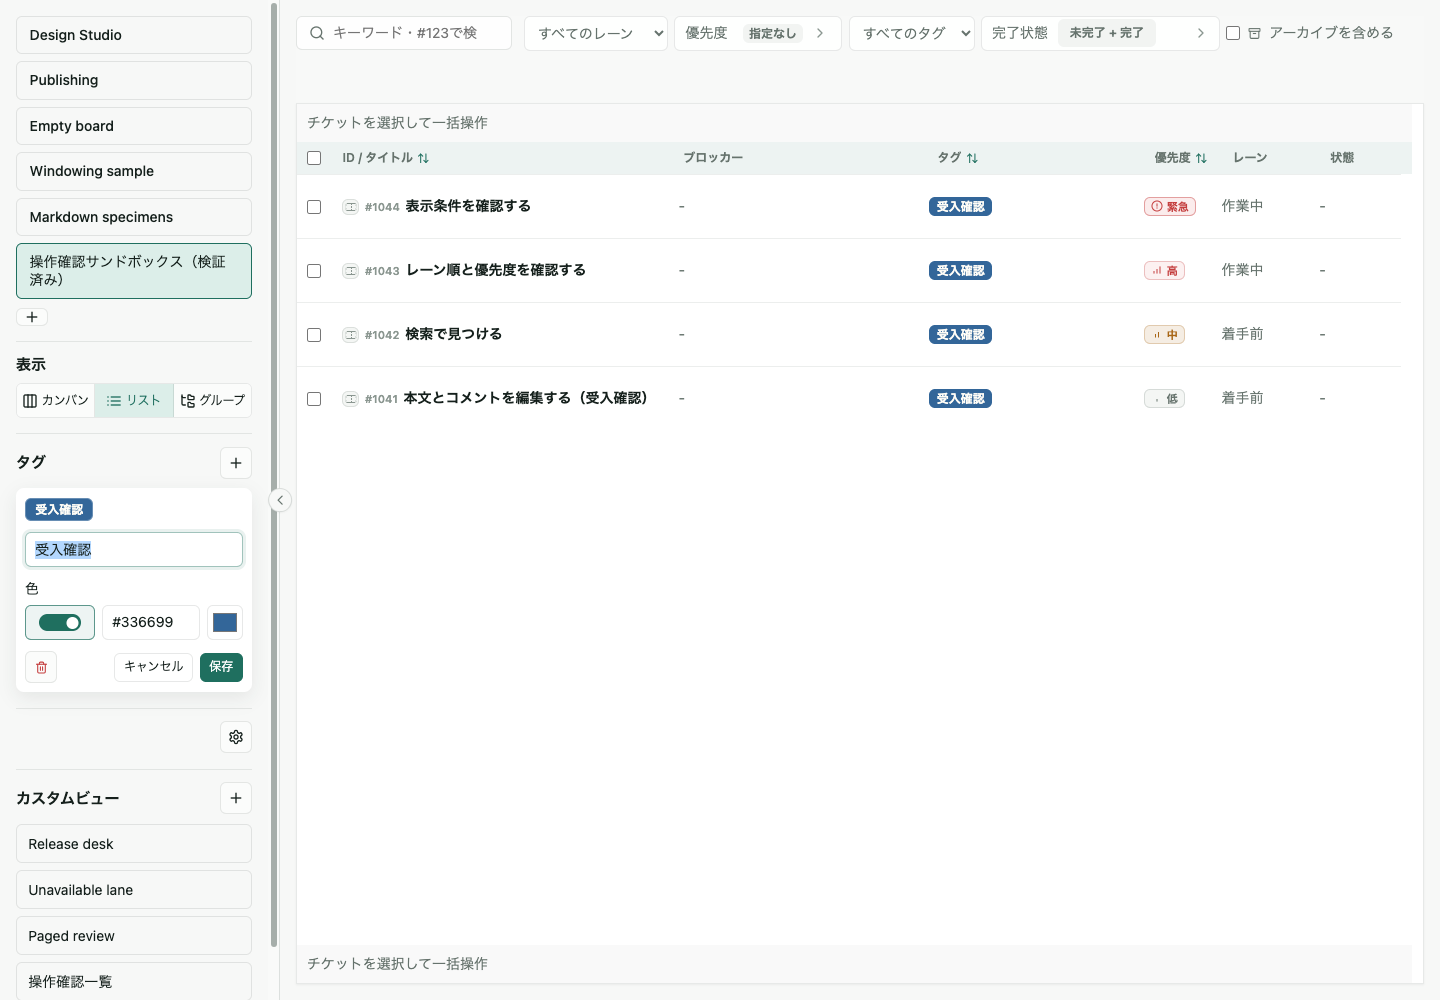 Design Studio
Publishing
Empty board
Windowing sample
Markdown specimens
操作確認サンドボックス（検証
済み）
表示
カンバン リスト グループ
タグ
受入確認
受入確認
色
#336699
キャンセル 保存
カスタムビュー
Release desk
Unavailable lane
Paged review
操作確認一覧
キーワード・#123で検 すべてのレーン 優先度 指定なし すべてのタグ 完了状態 未完了 + 完了 アーカイブを含める
チケットを選択して一括操作
ID / タイトル ブロッカー タグ 優先度 レーン 状態
#1044 表示条件を確認する - 受入確認 緊急 作業中 -
#1043 レーン順と優先度を確認する - 受入確認 高 作業中 -
#1042 検索で見つける - 受入確認 中 着手前 -
#1041 本文とコメントを編集する（受入確認） - 受入確認 低 着手前 -
チケットを選択して一括操作